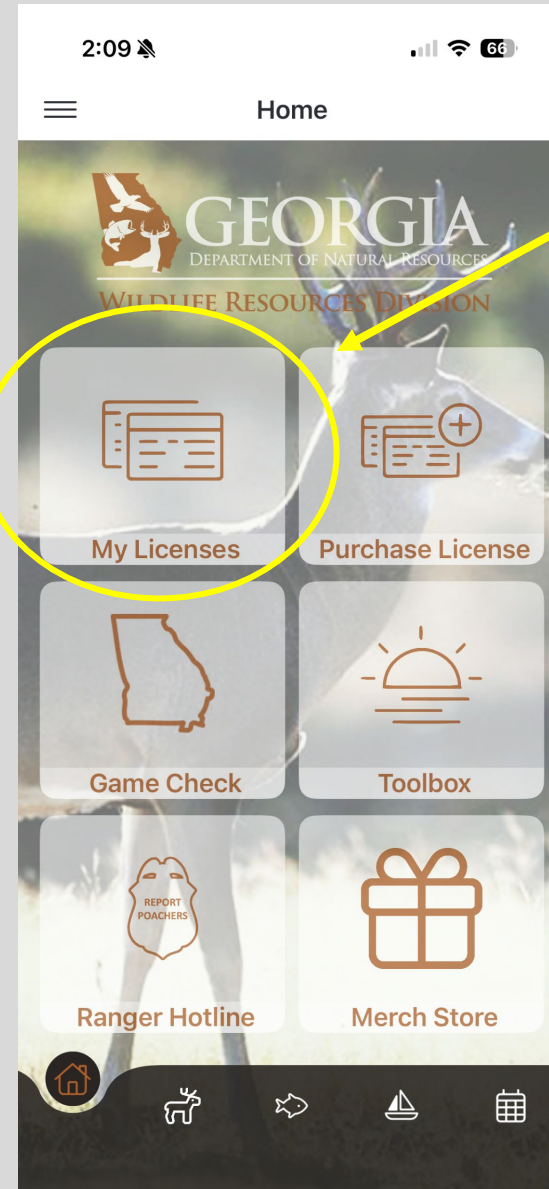 2:09
66
Home
GEORGIA
DEPARTMENT OF NATURAL RESOURCES
WILDLIFE RESOURCES DIVISION
My Licenses
Purchase License
Game Check
Toolbox
REPORT
POACHERS
Ranger Hotline
Merch Store